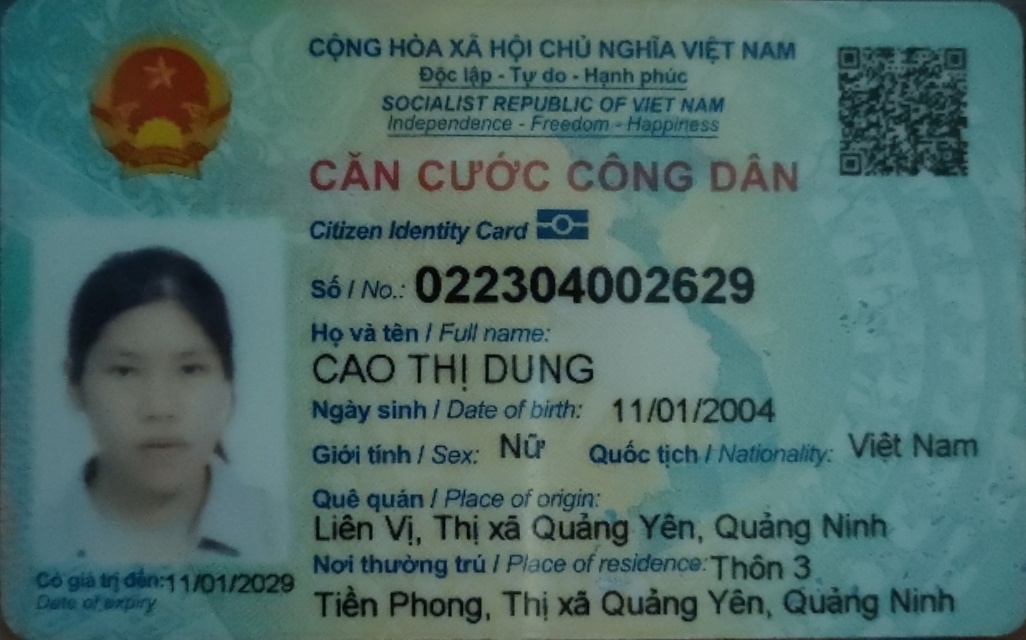 CỘNG HÒA XÃ HỘI CHỦ NGHĨA VIỆT NAM
Độc lập - Tự do - Hạnh phúc
SOCIALIST REPUBLIC OF VIET NAM
Independence - Freedom - Happiness
CĂN CƯỚC CÔNG DÂN
Citizen Identity Card
Số / No.: 022304002629
Họ và tên / Full name:
CAO THỊ DUNG
Ngày sinh / Date of birth: 11/01/2004
Giới tính / Sex: Nữ Quốc tịch / Nationality: Việt Nam
Quê quán / Place of origin:
Liên Vị, Thị xã Quảng Yên, Quảng Ninh
Nơi thường trú / Place of residence: Thôn 3
Tiền Phong, Thị xã Quảng Yên, Quảng Ninh
Có giá trị đến: 11/01/2029
Date of expiry